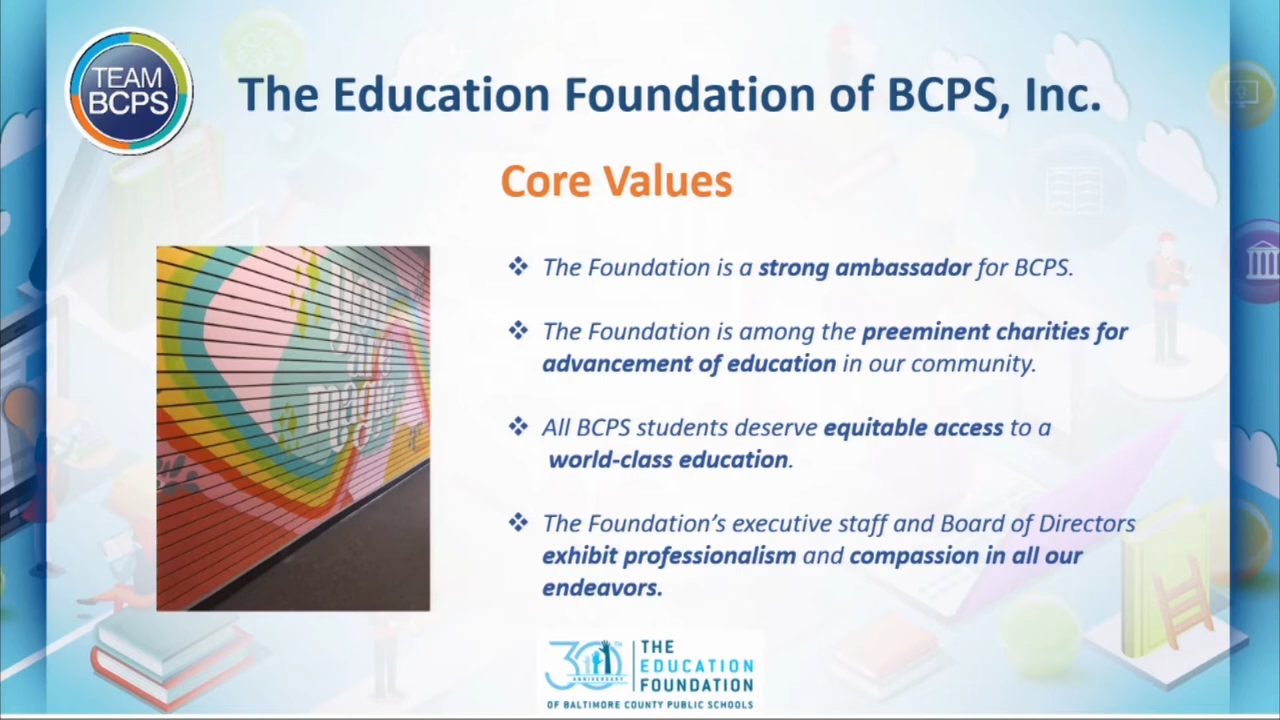 TEAM
BCPS
The Education Foundation of BCPS, Inc.
Core Values
❖ The Foundation is a strong ambassador for BCPS.
❖ The Foundation is among the preeminent charities for
advancement of education in our community.
❖ All BCPS students deserve equitable access to a
world-class education.
❖ The Foundation's executive staff and Board of Directors
exhibit professionalism and compassion in all our
endeavors.
30TH
ANNIVERSARY
THE
EDUCATION
FOUNDATION
OF BALTIMORE COUNTY PUBLIC SCHOOLS